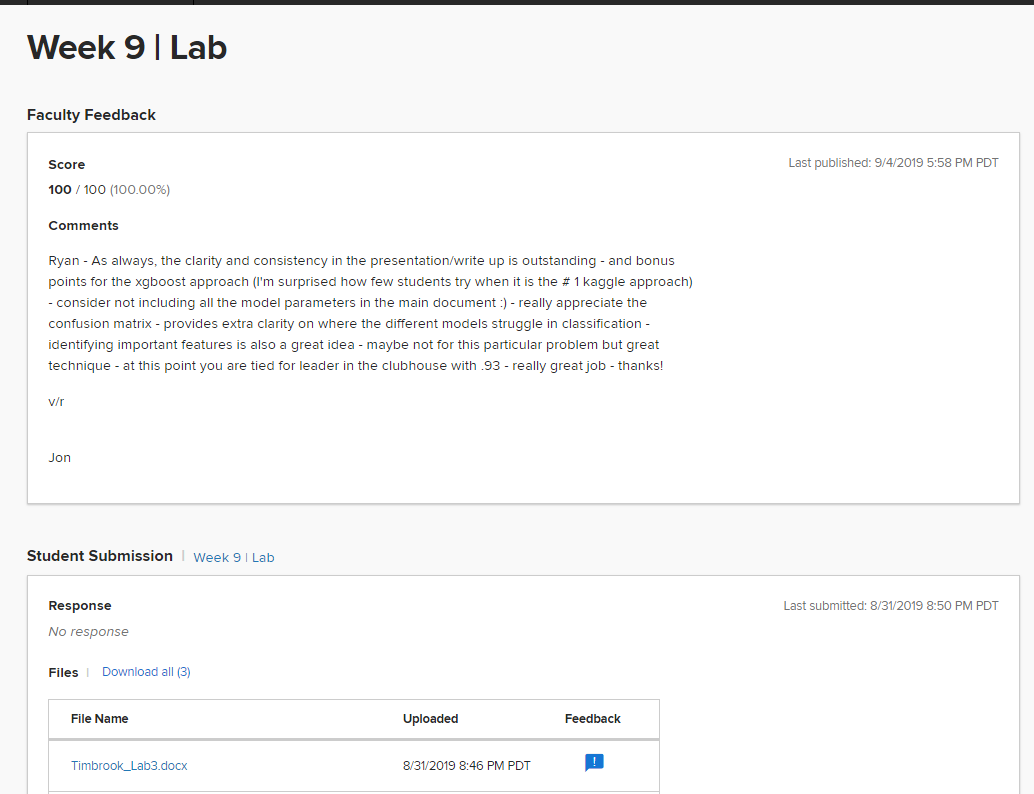 Week 9 | Lab
Faculty Feedback
Score
Last published: 9/4/2019 5:58 PM PDT
100 / 100 (100.00%)
Comments
Ryan - As always, the clarity and consistency in the presentation/write up is outstanding - and bonus
points for the xgboost approach (I'm surprised how few students try when it is the # 1 kaggle approach)
- consider not including all the model parameters in the main document :) - really appreciate the
confusion matrix - provides extra clarity on where the different models struggle in classification -
identifying important features is also a great idea - maybe not for this particular problem but great
technique - at this point you are tied for leader in the clubhouse with .93 - really great job - thanks!
v/r
Jon
Student Submission | Week 9 | Lab
Response
Last submitted: 8/31/2019 8:50 PM PDT
No response
Files | Download all (3)
File Name Uploaded Feedback
Timbrook_Lab3.docx 8/31/2019 8:46 PM PDT !